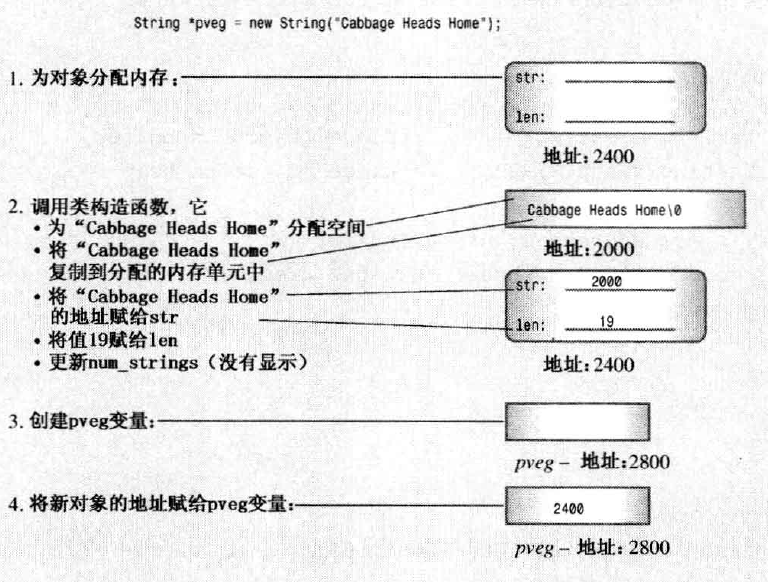 String *pveg = new String("Cabbage Heads Home");
1. 为对象分配内存：
str:
len:
地址：2400
2. 调用类构造函数，它
• 为“Cabbage Heads Home”分配空间
• 将“Cabbage Heads Home”
复制到分配的内存单元中
• 将“Cabbage Heads Home”
的地址赋给str
• 将值19赋给len
• 更新num_strings（没有显示）
Cabbage Heads Home\0
地址：2000
str: 2000
len: 19
地址：2400
3. 创建pveg变量：
pveg – 地址：2800
4. 将新对象的地址赋给pveg变量：
2400
pveg – 地址：2800